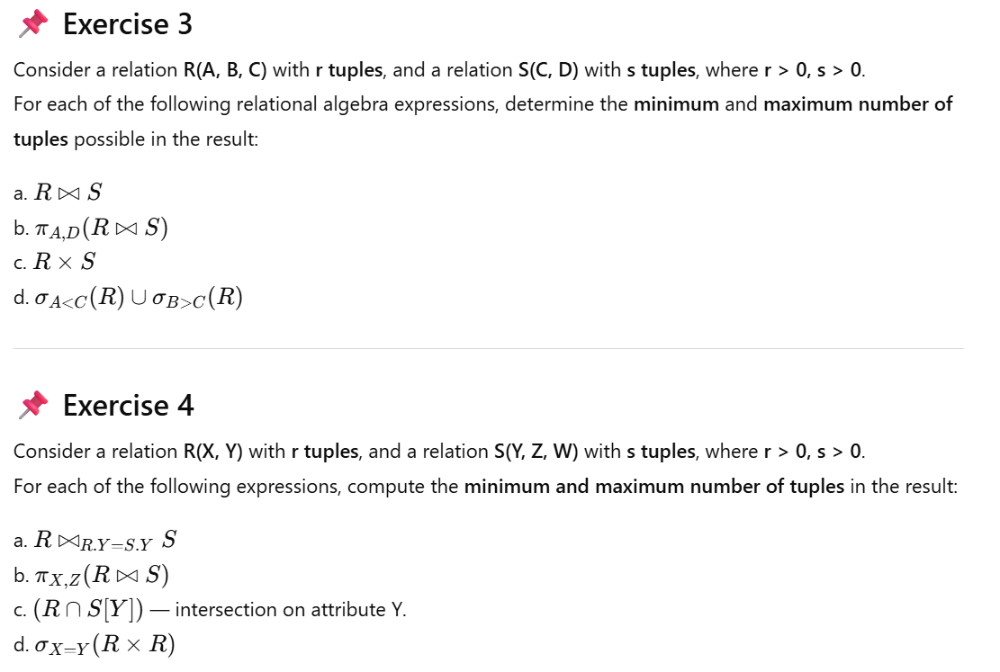 📌 Exercise 3
Consider a relation R(A, B, C) with r tuples, and a relation S(C, D) with s tuples, where r > 0, s > 0.
For each of the following relational algebra expressions, determine the minimum and maximum number of
tuples possible in the result:
a. R ⋈ S
b. π_{A,D}(R ⋈ S)
c. R × S
d. σ_{A<C}(R) ∪ σ_{B>C}(R)
📌 Exercise 4
Consider a relation R(X, Y) with r tuples, and a relation S(Y, Z, W) with s tuples, where r > 0, s > 0.
For each of the following expressions, compute the minimum and maximum number of tuples in the result:
a. R ⋈_{R.Y=S.Y} S
b. π_{X,Z}(R ⋈ S)
c. (R ∩ S[Y]) — intersection on attribute Y.
d. σ_{X=Y}(R × R)